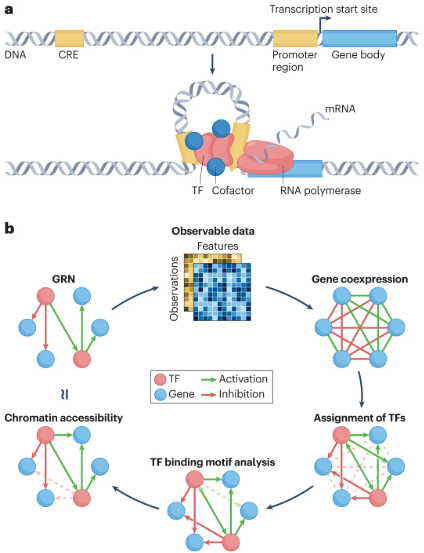 a
Transcription start site
DNA
CRE
Promoter
region
Gene body
mRNA
TF
Cofactor
RNA polymerase
b
Observable data
Features
Observations
GRN
Gene coexpression
TF
Activation
Gene
Inhibition
Chromatin accessibility
Assignment of TFs
TF binding motif analysis